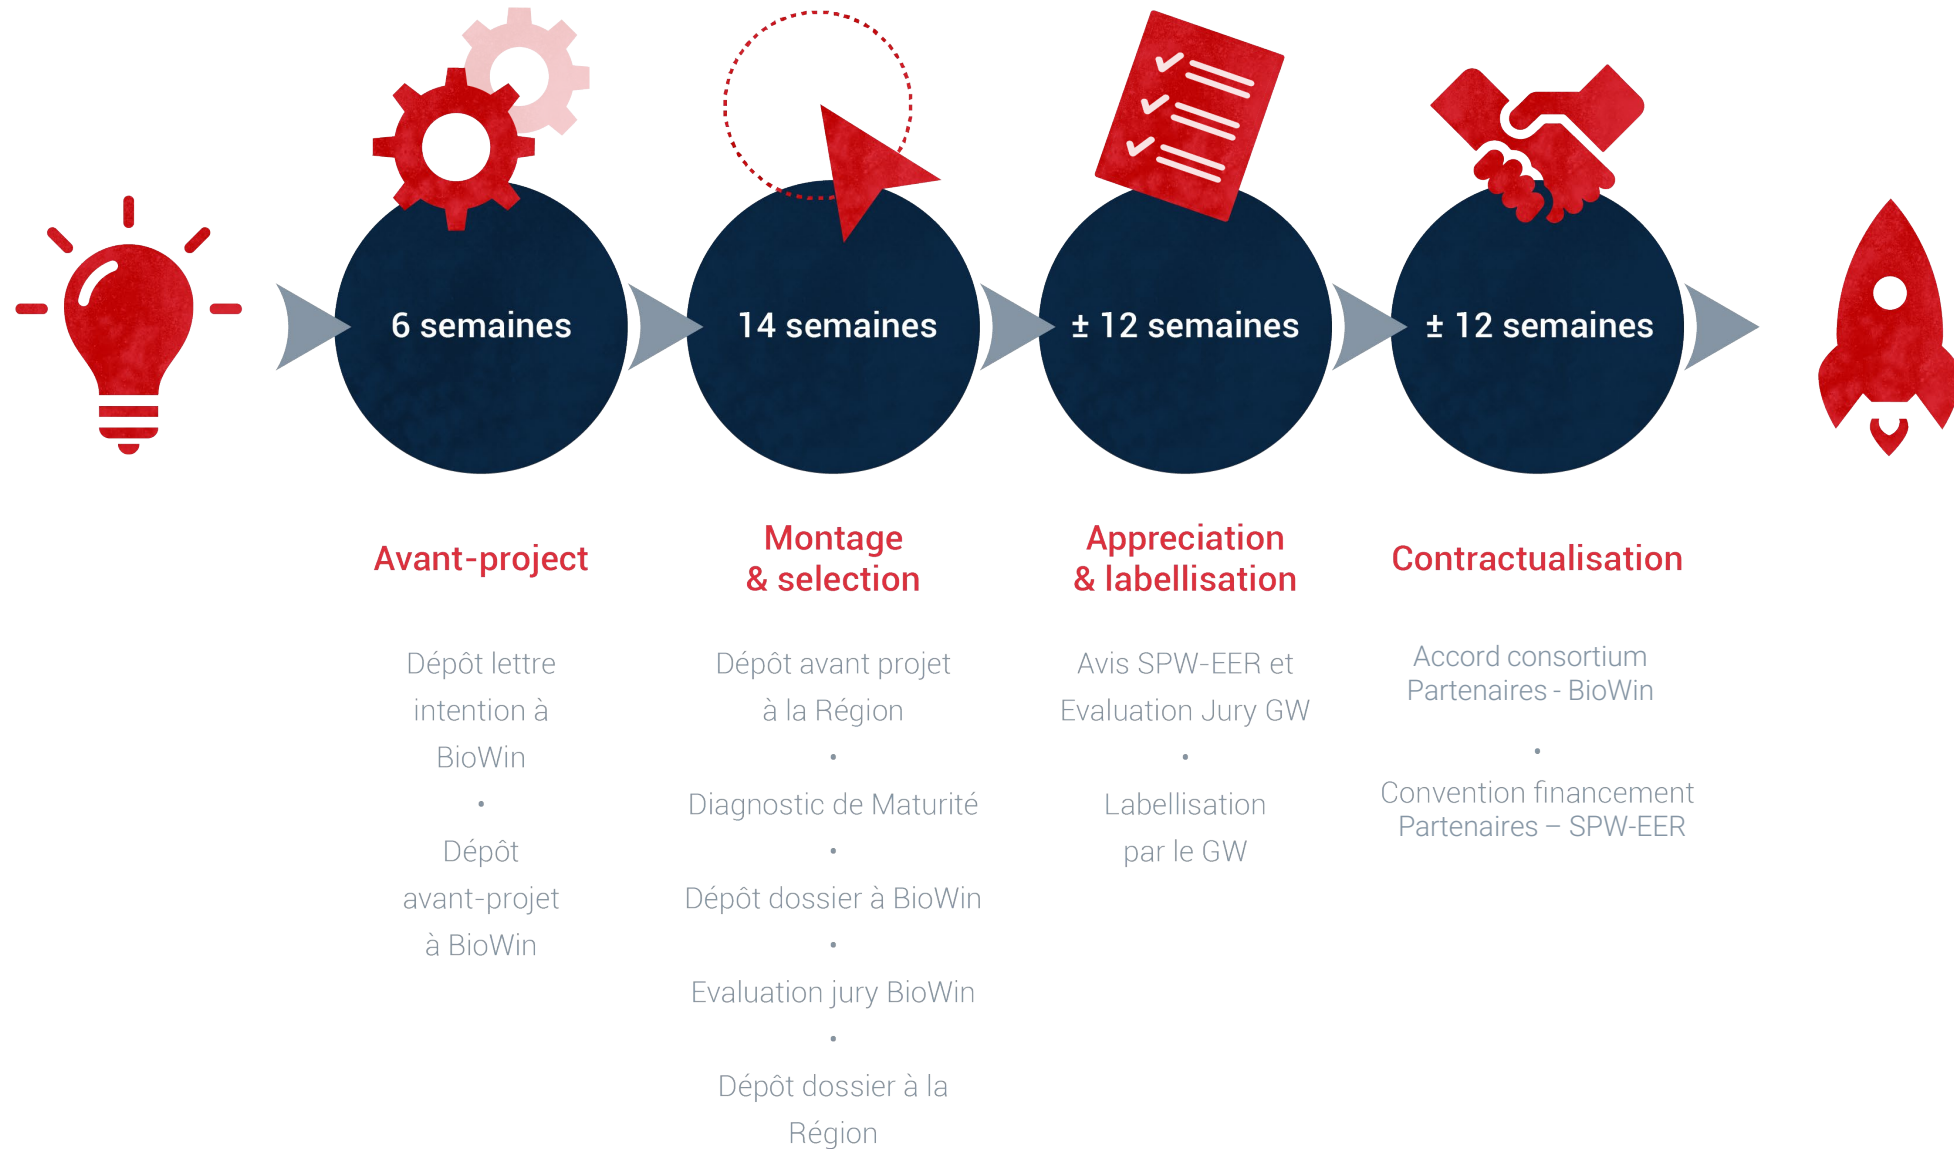 6 semaines
14 semaines
± 12 semaines
± 12 semaines
Avant-project
Dépôt lettre
intention à
BioWin
•
Dépôt
avant-projet
à BioWin
Montage
& selection
Dépôt avant projet
à la Région
•
Diagnostic de Maturité
•
Dépôt dossier à BioWin
•
Evaluation jury BioWin
•
Dépôt dossier à la
Région
Appreciation
& labellisation
Avis SPW-EER et
Evaluation Jury GW
•
Labellisation
par le GW
Contractualisation
Accord consortium
Partenaires - BioWin
•
Convention financement
Partenaires – SPW-EER